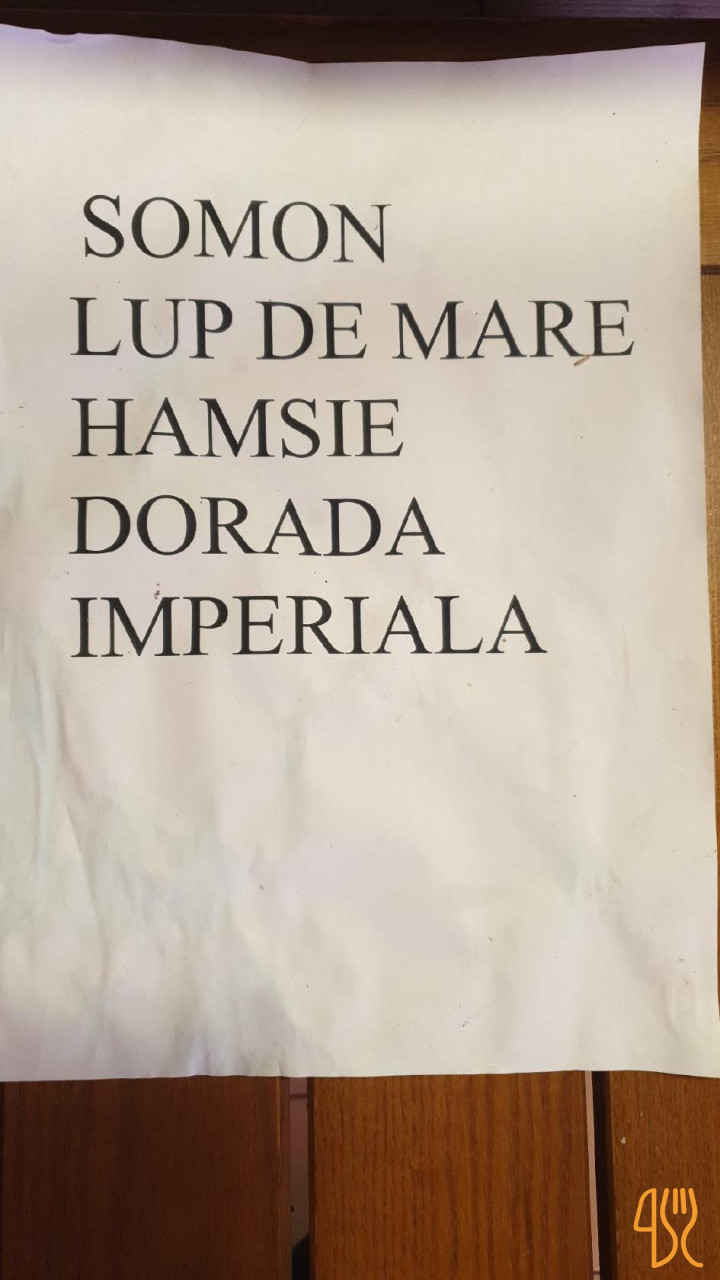 SOMON
LUP DE MARE
HAMSIE
DORADA
IMPERIALA